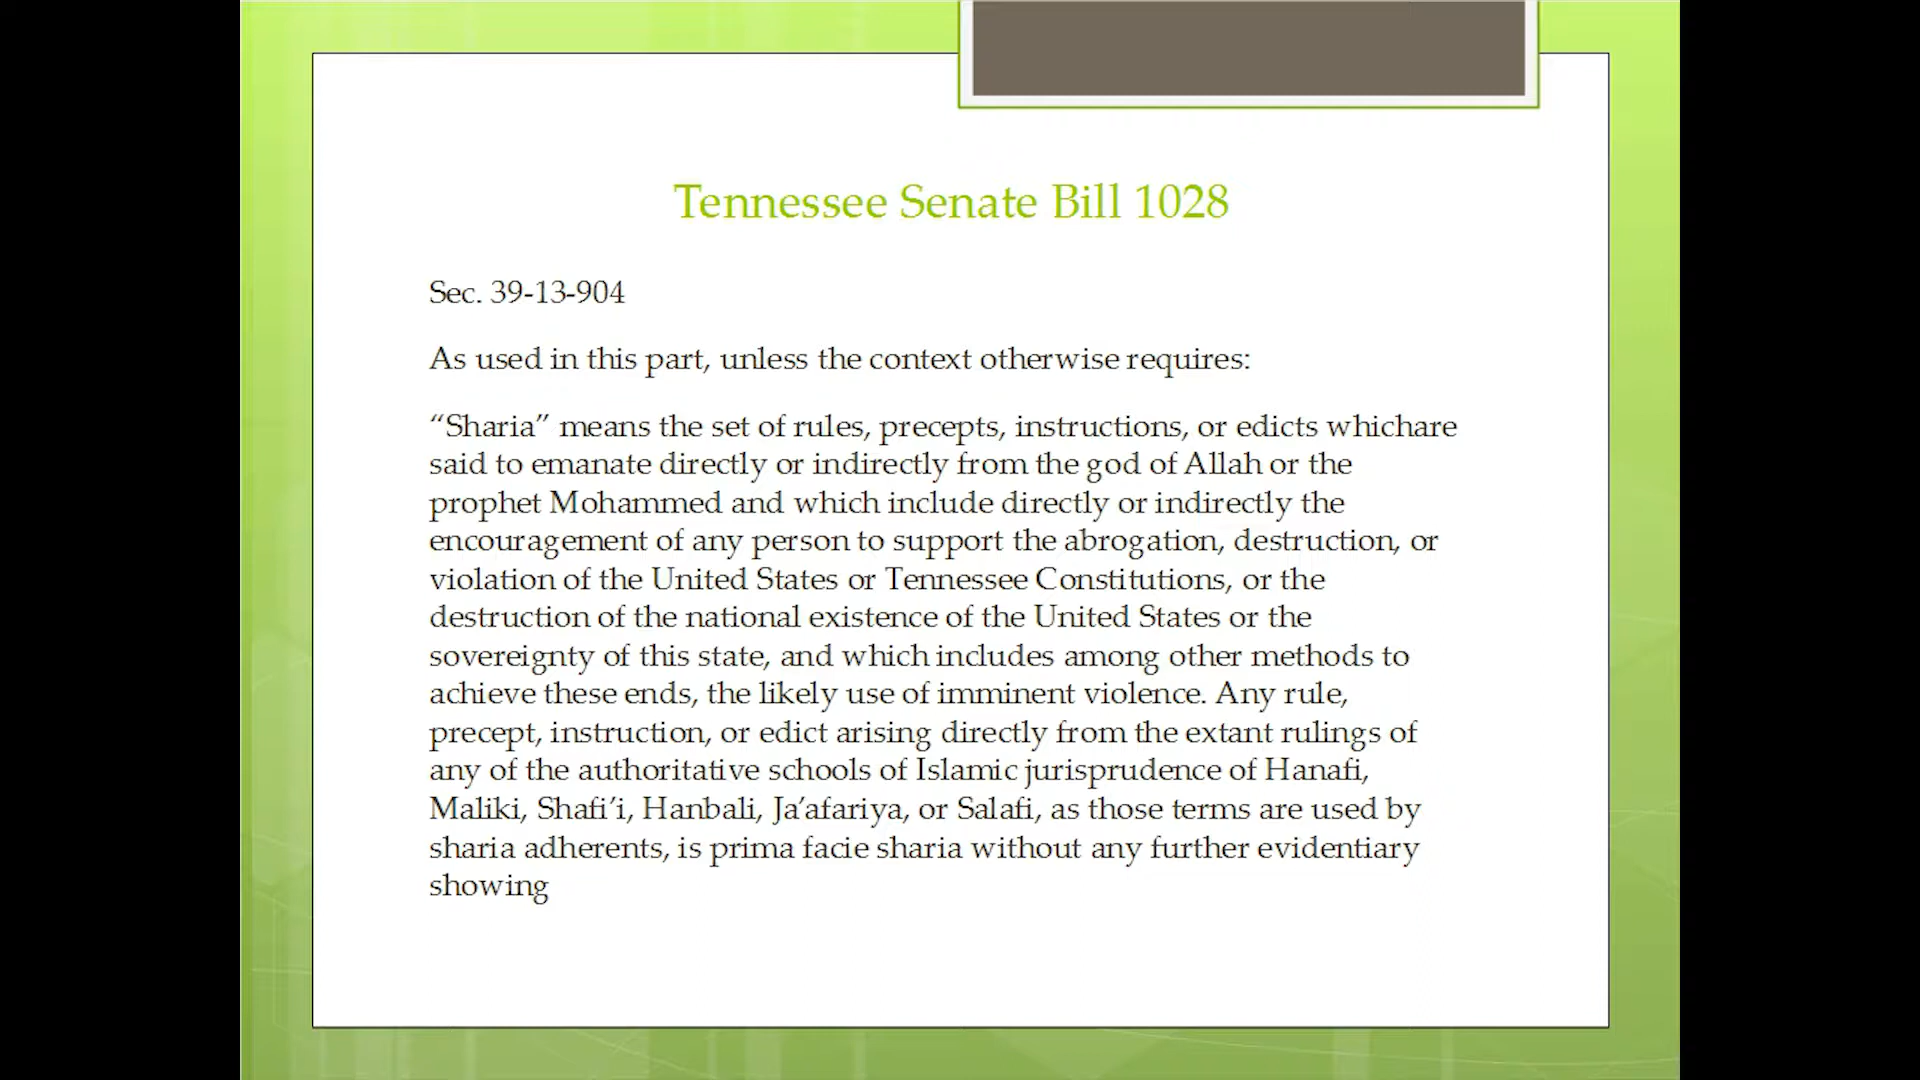 Tennessee Senate Bill 1028
Sec. 39-13-904
As used in this part, unless the context otherwise requires:
“Sharia” means the set of rules, precepts, instructions, or edicts whichare
said to emanate directly or indirectly from the god of Allah or the
prophet Mohammed and which include directly or indirectly the
encouragement of any person to support the abrogation, destruction, or
violation of the United States or Tennessee Constitutions, or the
destruction of the national existence of the United States or the
sovereignty of this state, and which includes among other methods to
achieve these ends, the likely use of imminent violence. Any rule,
precept, instruction, or edict arising directly from the extant rulings of
any of the authoritative schools of Islamic jurisprudence of Hanafi,
Maliki, Shafi’i, Hanbali, Ja’afariya, or Salafi, as those terms are used by
sharia adherents, is prima facie sharia without any further evidentiary
showing